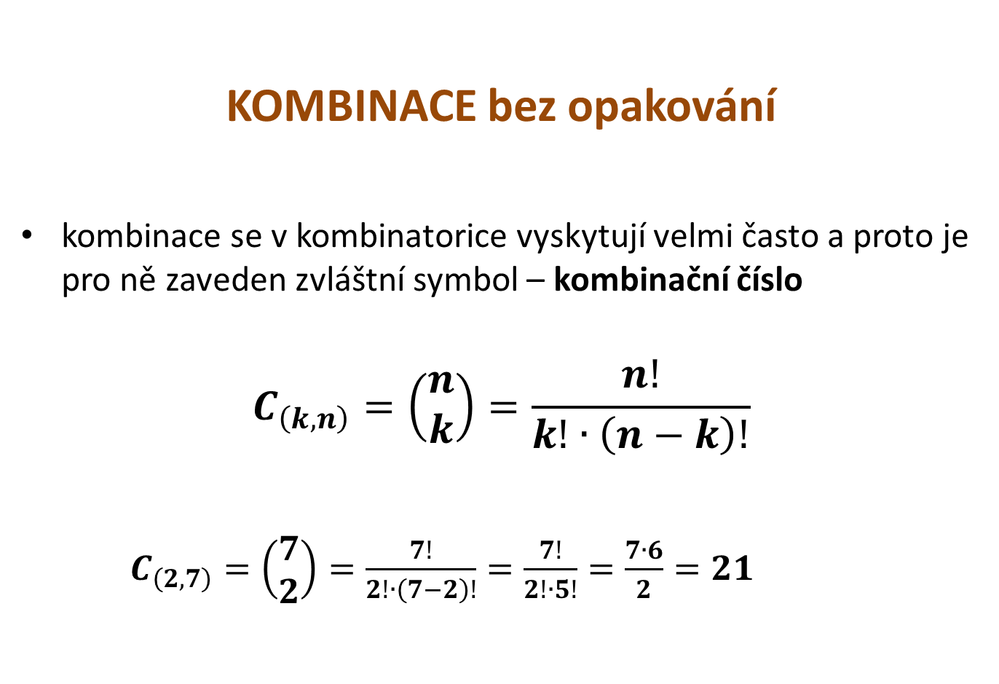 KOMBINACE bez opakování
• kombinace se v kombinatorice vyskytují velmi často a proto je
pro ně zaveden zvláštní symbol – kombinační číslo
C_(k,n) = \binom{n}{k} = \frac{n!}{k! \cdot (n − k)!}
C_(2,7) = \binom{7}{2} = \frac{7!}{2! \cdot (7−2)!} = \frac{7!}{2! \cdot 5!} = \frac{7 \cdot 6}{2} = 21